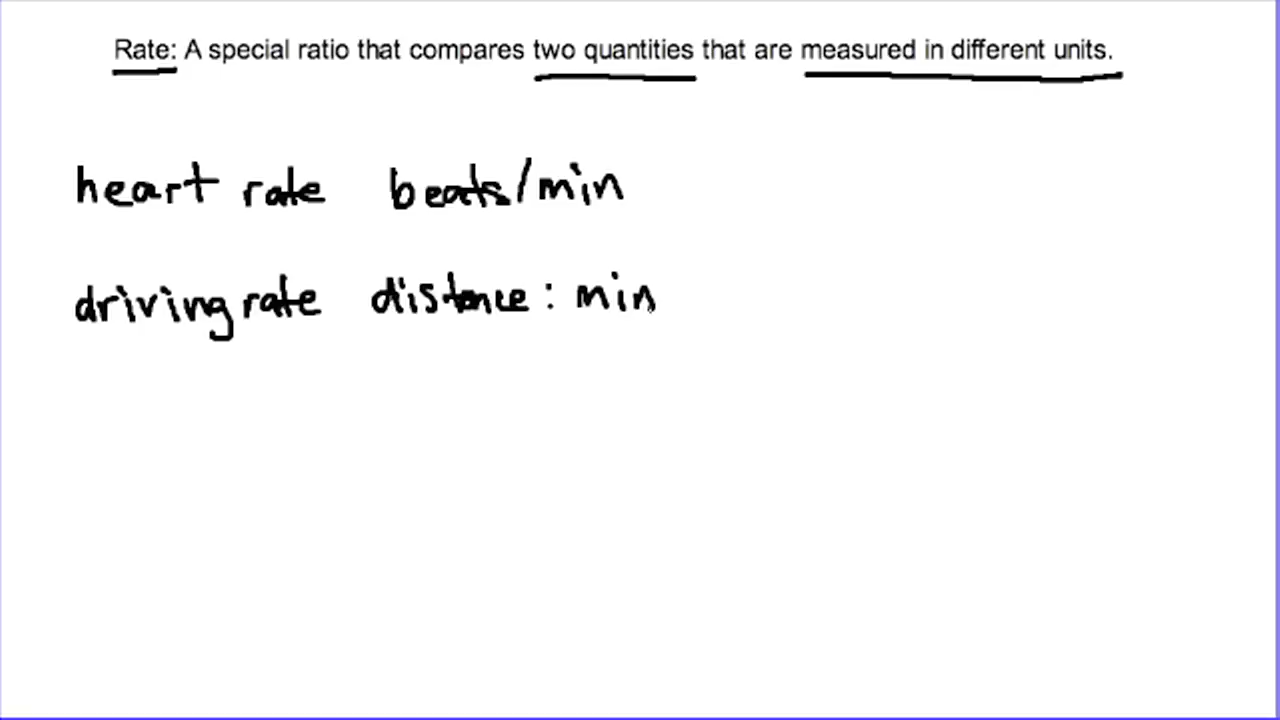 Rate: A special ratio that compares two quantities that are measured in different units.
heart rate beats/min
driving rate distance : min